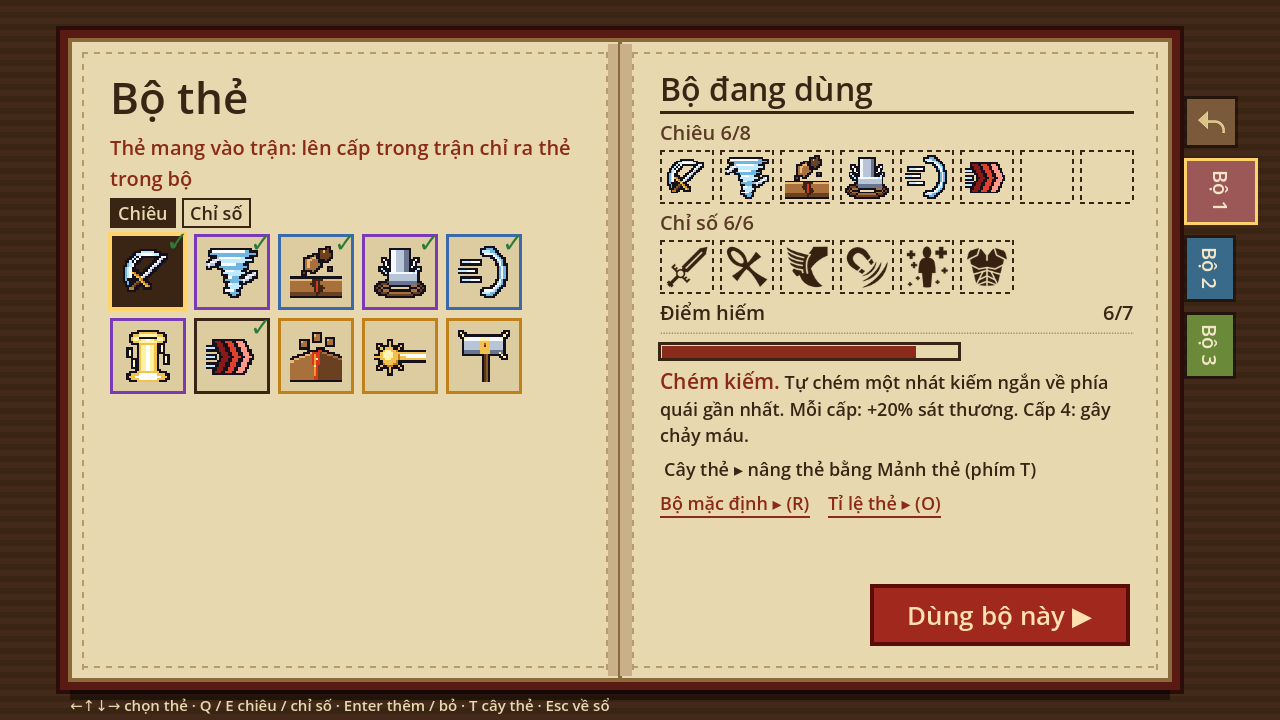 Bộ thẻ
Thẻ mang vào trận: lên cấp trong trận chỉ ra thẻ
trong bộ
Chiêu
Chỉ số
Bộ đang dùng
Chiêu 6/8
Chỉ số 6/6
Điểm hiếm 6/7
Chém kiếm. Tự chém một nhát kiếm ngắn về phía
quái gần nhất. Mỗi cấp: +20% sát thương. Cấp 4: gây
chảy máu.
Cây thẻ ▸ nâng thẻ bằng Mảnh thẻ (phím T)
Bộ mặc định ▸ (R) Tỉ lệ thẻ ▸ (O)
Dùng bộ này ▶
Bộ 1
Bộ 2
Bộ 3
←↑↓→ chọn thẻ · Q / E chiêu / chỉ số · Enter thêm / bỏ · T cây thẻ · Esc về sổ